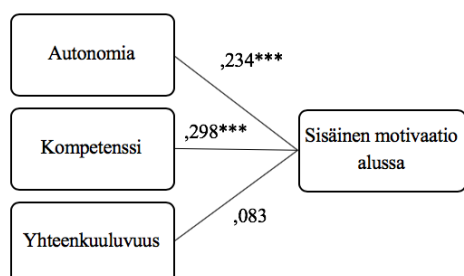 Autonomia
,234***
Kompetenssi
,298***
Sisäinen motivaatio
alussa
Yhteenkuuluvuus
,083